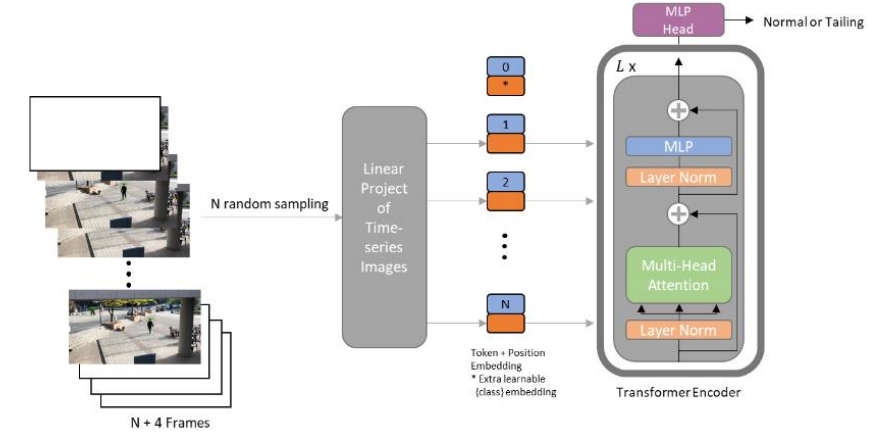 MLP
Head
Normal or Tailing
L x
0
*
1
MLP
Layer Norm
Linear
Project
of
Time-
series
Images
N random sampling
2
Multi-Head
Attention
N
Layer Norm
Token + Position
Embedding
* Extra learnable
{class} embedding
Transformer Encoder
N + 4 Frames